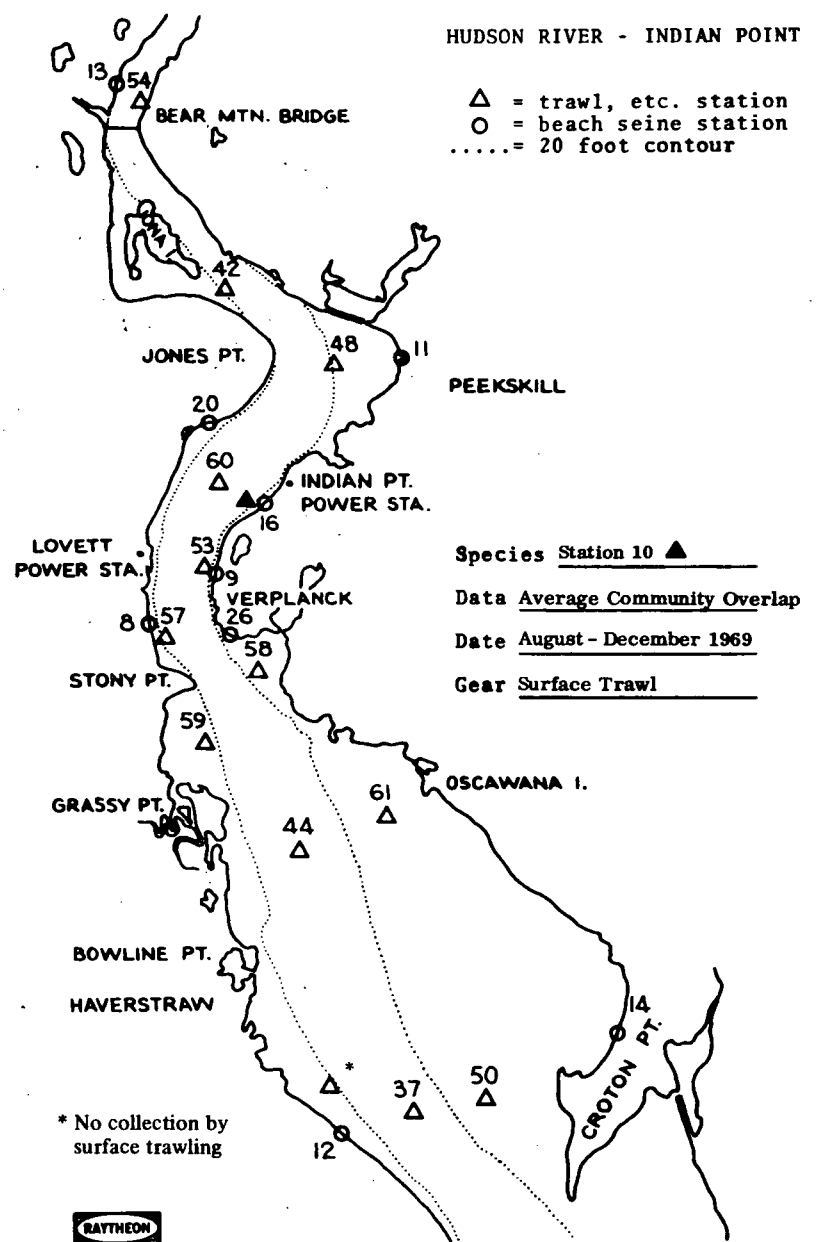 HUDSON RIVER - INDIAN POINT
△ = trawl, etc. station
○ = beach seine station
.....= 20 foot contour
13
54
BEAR MTN. BRIDGE
IONA I.
42
JONES PT.
48
11
PEEKSKILL
20
60
INDIAN PT.
POWER STA.
16
LOVETT
POWER STA.
53
9
VERPLANCK
Species Station 10 ▲
Data Average Community Overlap
Date August - December 1969
Gear Surface Trawl
8
57
26
58
STONY PT.
59
OSCAWANA I.
GRASSY PT.
61
44
BOWLINE PT.
HAVERSTRAW
14
CROTON PT.
*
37
50
* No collection by
surface trawling
12
RAYTHEON